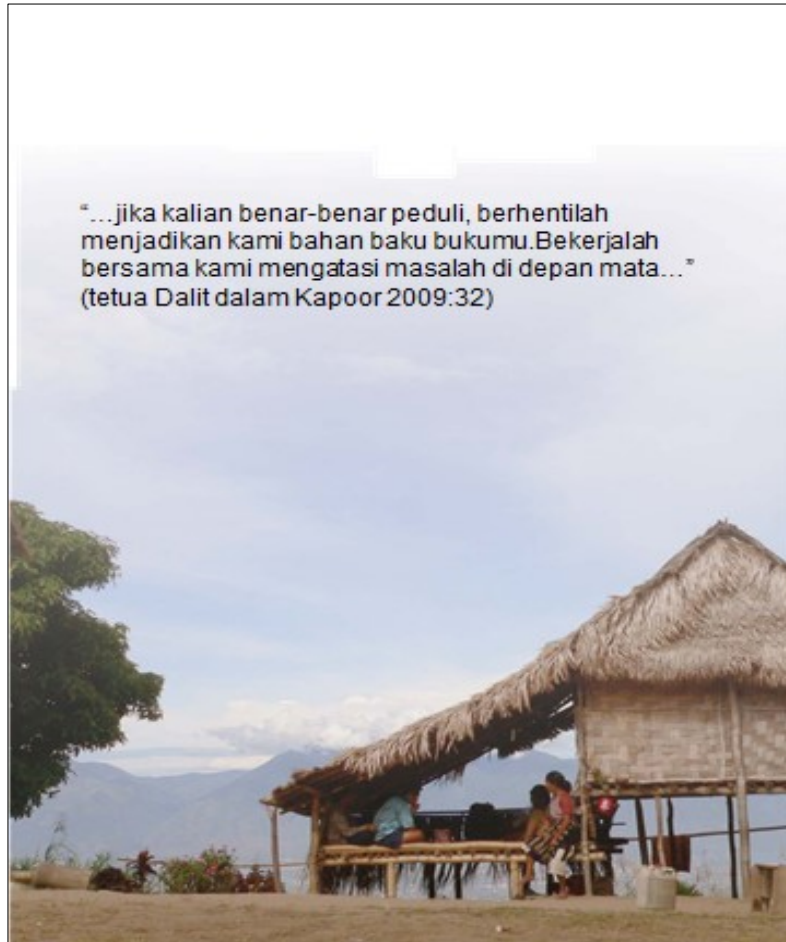 “…jika kalian benar-benar peduli, berhentilah
menjadikan kami bahan baku bukumu.Bekerjalah
bersama kami mengatasi masalah di depan mata…”
(tetua Dalit dalam Kapoor 2009:32)